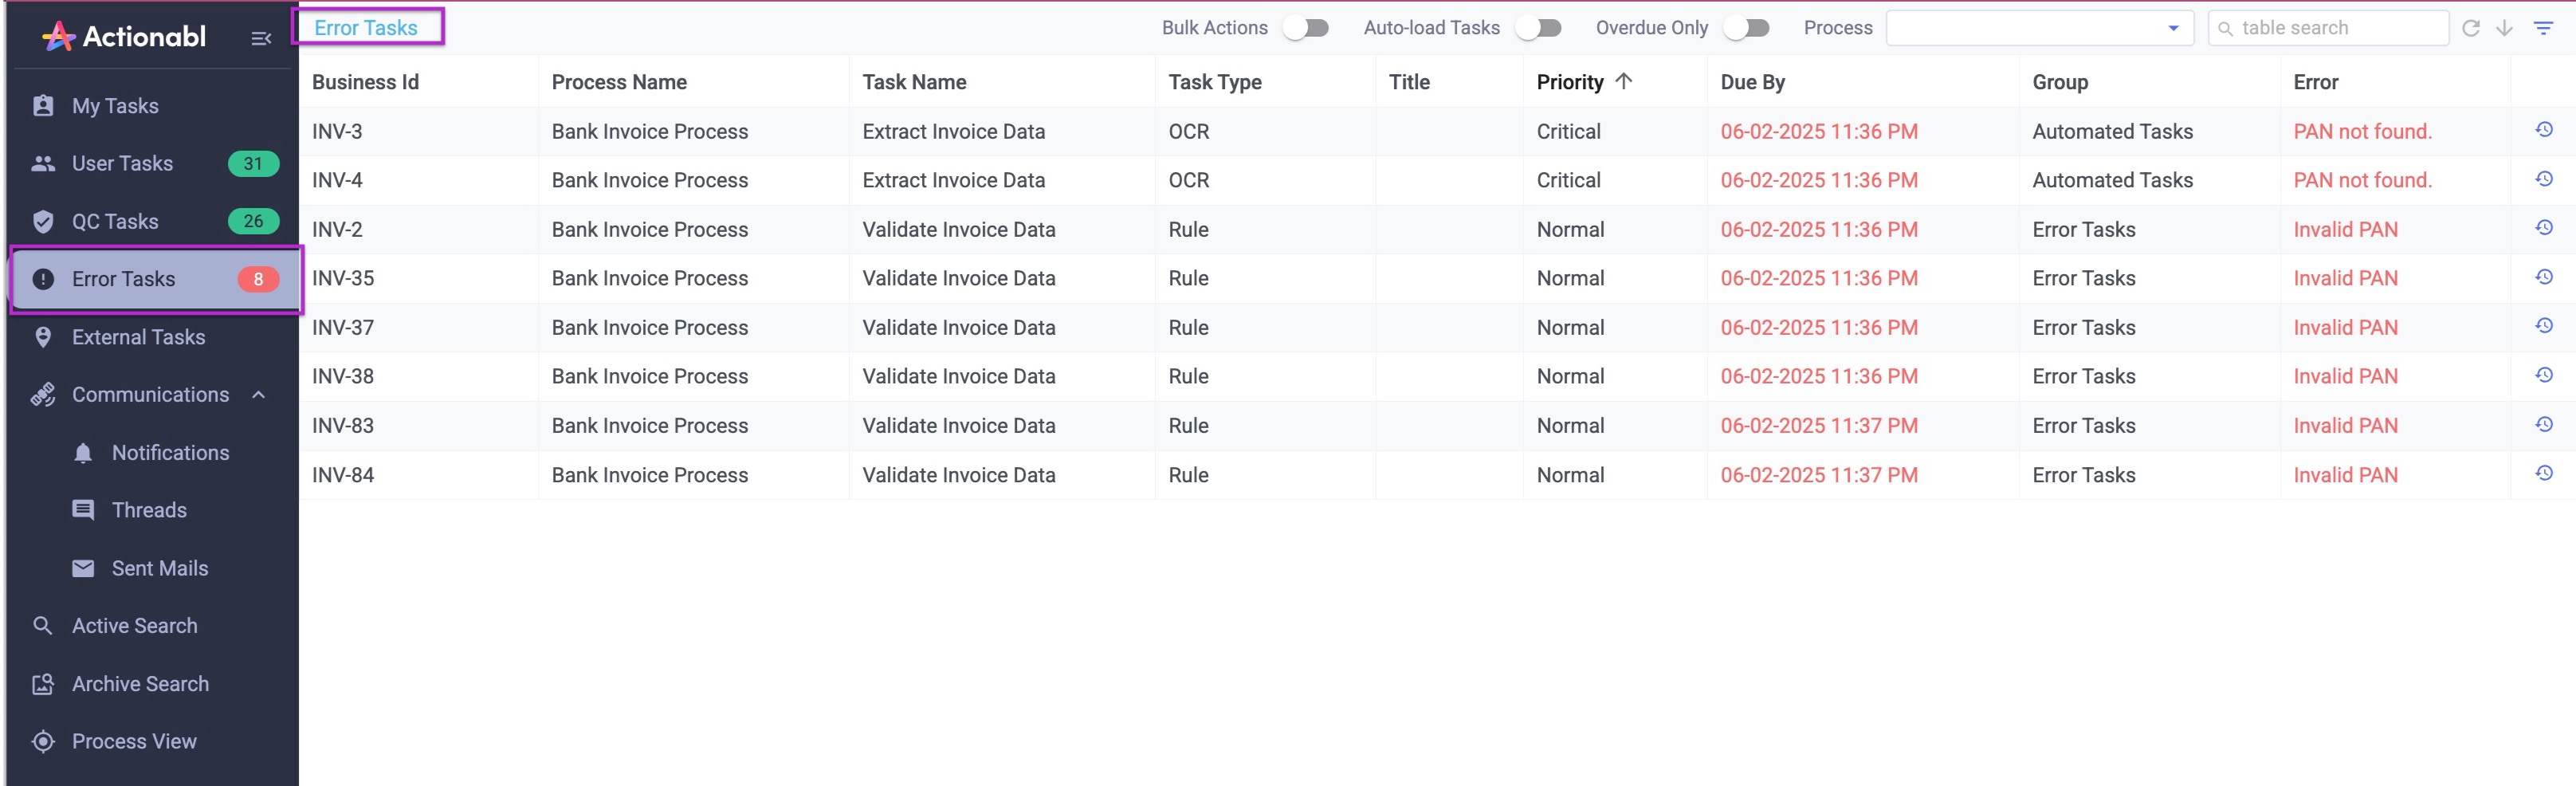 Actionabl
My Tasks
User Tasks 31
QC Tasks 26
Error Tasks 8
External Tasks
Communications
Notifications
Threads
Sent Mails
Active Search
Archive Search
Process View
Error Tasks Bulk Actions Auto-load Tasks Overdue Only Process table search
Business Id Process Name Task Name Task Type Title Priority Due By Group Error
INV-3 Bank Invoice Process Extract Invoice Data OCR Critical 06-02-2025 11:36 PM Automated Tasks PAN not found.
INV-4 Bank Invoice Process Extract Invoice Data OCR Critical 06-02-2025 11:36 PM Automated Tasks PAN not found.
INV-2 Bank Invoice Process Validate Invoice Data Rule Normal 06-02-2025 11:36 PM Error Tasks Invalid PAN
INV-35 Bank Invoice Process Validate Invoice Data Rule Normal 06-02-2025 11:36 PM Error Tasks Invalid PAN
INV-37 Bank Invoice Process Validate Invoice Data Rule Normal 06-02-2025 11:36 PM Error Tasks Invalid PAN
INV-38 Bank Invoice Process Validate Invoice Data Rule Normal 06-02-2025 11:36 PM Error Tasks Invalid PAN
INV-83 Bank Invoice Process Validate Invoice Data Rule Normal 06-02-2025 11:37 PM Error Tasks Invalid PAN
INV-84 Bank Invoice Process Validate Invoice Data Rule Normal 06-02-2025 11:37 PM Error Tasks Invalid PAN